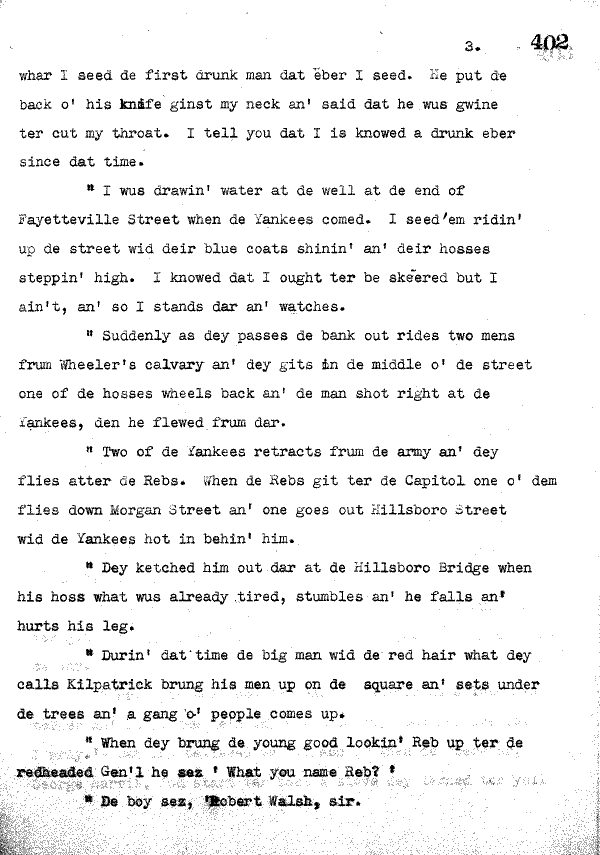 3. 402
whar I seed de first drunk man dat eber I seed. He put de
back o' his knife ginst my neck an' said dat he wus gwine
ter cut my throat. I tell you dat I is knowed a drunk eber
since dat time.
" I wus drawin' water at de well at de end of
Fayetteville Street when de Yankees comed. I seed'em ridin'
up de street wid deir blue coats shinin' an' deir hosses
steppin' high. I knowed dat I ought ter be skeered but I
ain't, an' so I stands dar an' watches.
" Suddenly as dey passes de bank out rides two mens
frum Wheeler's calvary an' dey gits in de middle o' de street
one of de hosses wheels back an' de man shot right at de
Yankees, den he flewed frum dar.
" Two of de Yankees retracts frum de army an' dey
flies atter de Rebs. When de Rebs git ter de Capitol one o' dem
flies down Morgan Street an' one goes out Hillsboro Street
wid de Yankees hot in behin' him.
" Dey ketched him out dar at de Hillsboro Bridge when
his hoss what wus already tired, stumbles an' he falls an'
hurts his leg.
" Durin' dat time de big man wid de red hair what dey
calls Kilpatrick brung his men up on de square an' sets under
de trees an' a gang o' people comes up.
" When dey brung de young good lookin' Reb up ter de
redheaded Gen'l he sez ' What you name Reb? '
" De boy sez, 'Robert Walsh, sir.